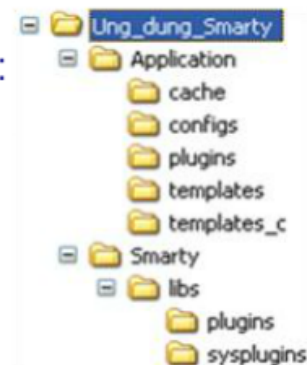 Ung_dung_Smarty
:
Application
cache
configs
plugins
templates
templates_c
Smarty
libs
plugins
sysplugins